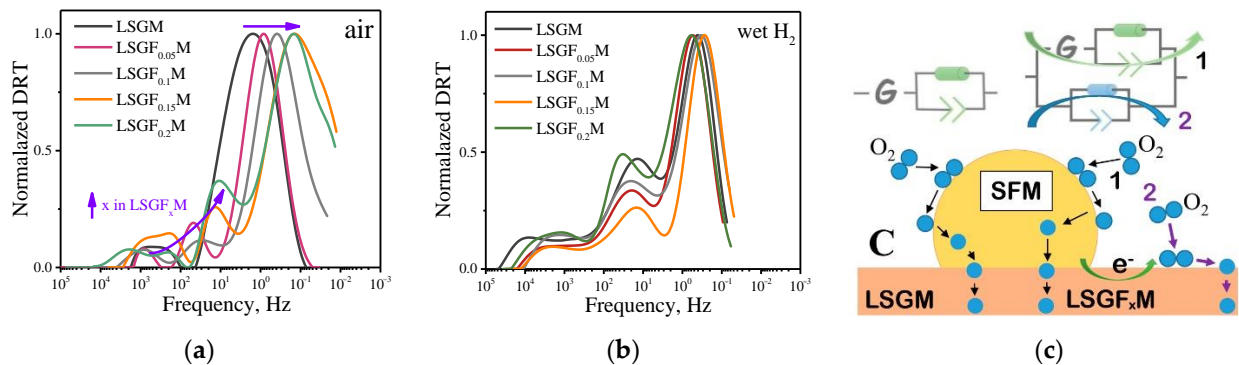 air
LSGM
LSGF0.05M
LSGF0.1M
LSGF0.15M
LSGF0.2M
x in LSGFxM
Normalazed DRT
1.0
0.5
0.0
10^5 10^4 10^3 10^2 10^1 10^0 10^-1 10^-2 10^-3
Frequency, Hz
(a)
wet H2
LSGM
LSGF0.05M
LSGF0.1M
LSGF0.15M
LSGF0.2M
Normalized DRT
1.0
0.5
0.0
10^5 10^4 10^3 10^2 10^1 10^0 10^-1 10^-2 10^-3
Frequency, Hz
(b)
G
G
1
2
O2
O2
SFM
1
2
O2
C
e-
LSGM
LSGFxM
(c)